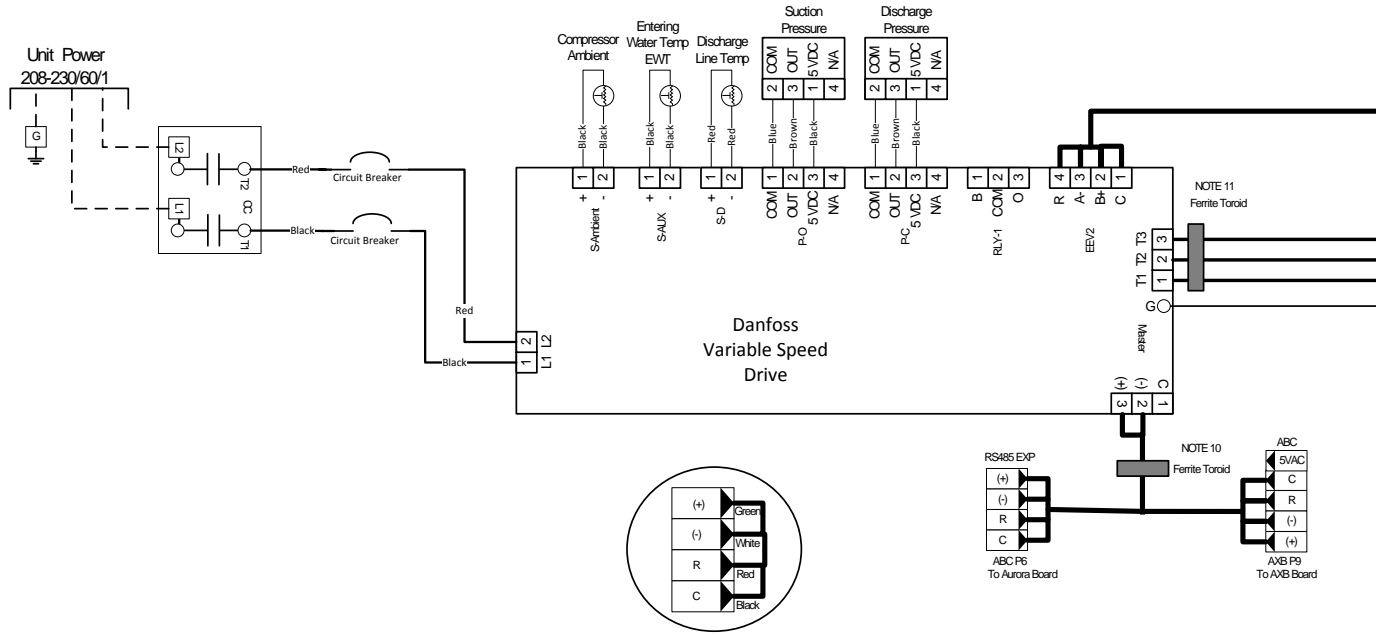 Unit Power
208-230/60/1
G
L2
L1
T2
CC
T1
Red
Circuit Breaker
Black
Circuit Breaker
Red
Black
Compressor
Ambient
Entering
Water Temp
EWT
Discharge
Line Temp
Suction
Pressure
Discharge
Pressure
COM
OUT
5 VDC
N/A
2
3
1
4
COM
OUT
5 VDC
N/A
2
3
1
4
Black
Black
Black
Black
Red
Red
Blue
Brown
Black
Blue
Brown
Black
1
2
1
2
1
2
1
2
3
4
1
2
3
4
1
2
3
4
3
2
1
+
-
S-Ambient
+
-
S-AUX
+
-
S-D
COM
OUT
5 VDC
N/A
P-O
COM
OUT
5 VDC
N/A
P-C
B
COM
O
RLY-1
R
A-
B+
C
EEV2
NOTE 11
Ferrite Toroid
T3
T2
T1
3
2
1
G
Master
2
1
L2
L1
Danfoss
Variable Speed
Drive
(+)
(-)
C
3
2
1
NOTE 10
Ferrite Toroid
RS485 EXP
(+)
(-)
R
C
ABC P6
To Aurora Board
ABC
5VAC
C
R
(-)
(+)
AXB P9
To AXB Board
(+)
(-)
R
C
Green
White
Red
Black